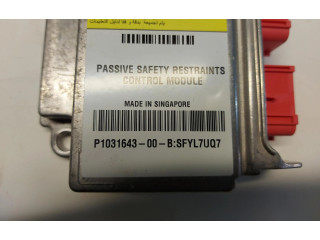 PASSIVE SAFETY RESTRAINTS
CONTROL MODULE
MADE IN SINGAPORE
P1031643-00-B:SFYL7UQ7